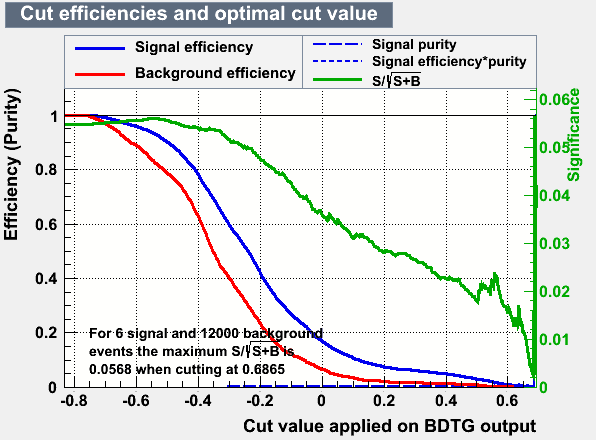 Cut efficiencies and optimal cut value
Signal efficiency
Background efficiency
Signal purity
Signal efficiency*purity
S/√S+B
Efficiency (Purity)
1
0.8
0.6
0.4
0.2
0
0.06
0.05
0.04
0.03
0.02
0.01
0
Significance
For 6 signal and 12000 background
events the maximum S/√S+B is
0.0568 when cutting at 0.6865
-0.8 -0.6 -0.4 -0.2 0 0.2 0.4 0.6
Cut value applied on BDTG output